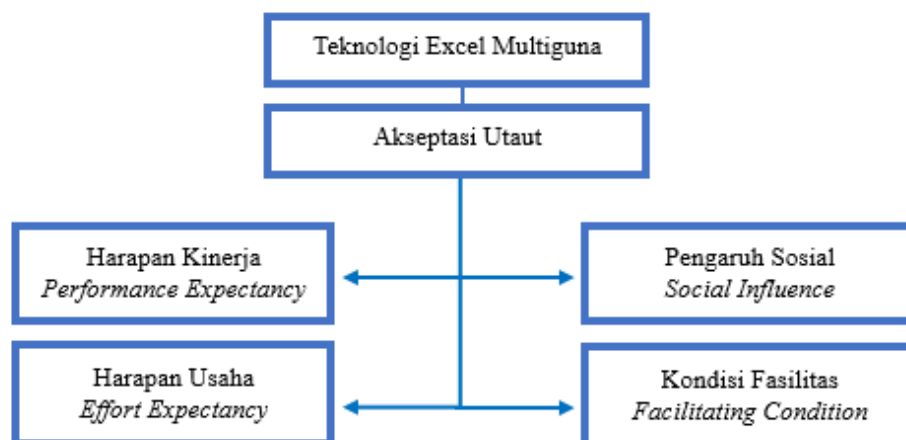 Teknologi Excel Multiguna
Akseptasi Utaut
Harapan Kinerja
Performance Expectancy
Pengaruh Sosial
Social Influence
Harapan Usaha
Effort Expectancy
Kondisi Fasilitas
Facilitating Condition